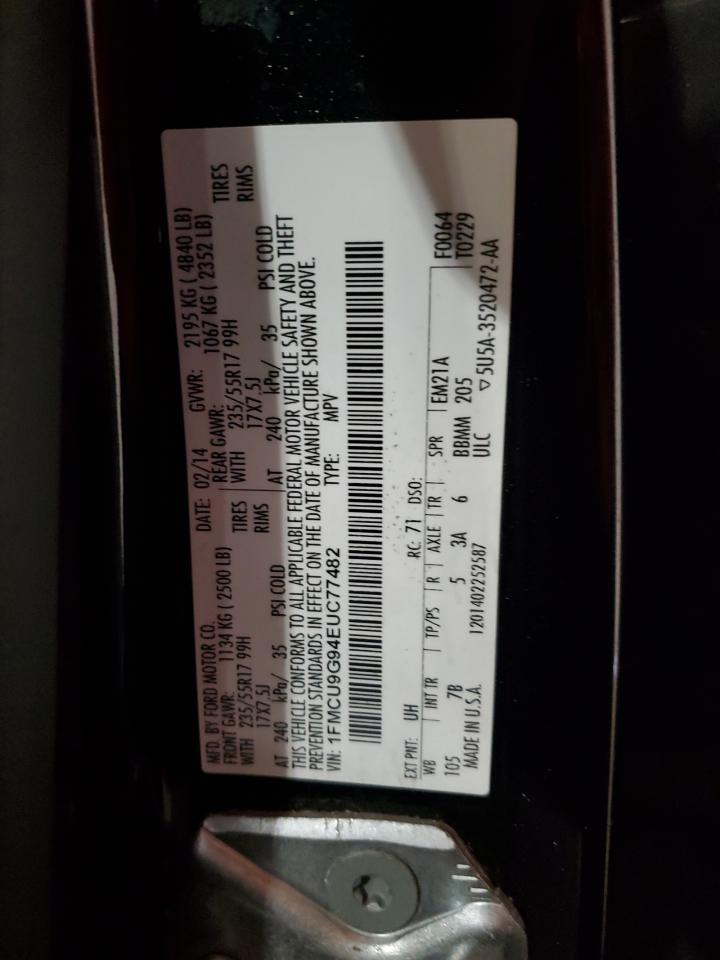 MFD. BY FORD MOTOR CO. DATE: 02/14 GVWR: 2195 KG ( 4840 LB)
FRONT GAWR: 1134 KG ( 2500 LB) REAR GAWR: 1067 KG ( 2352 LB)
WITH 235/55R17 99H TIRES WITH 235/55R17 99H TIRES
17X7.5J RIMS 17X7.5J RIMS
AT 240 kPa/ 35 PSI COLD AT 240 kPa/ 35 PSI COLD
THIS VEHICLE CONFORMS TO ALL APPLICABLE FEDERAL MOTOR VEHICLE SAFETY AND THEFT
PREVENTION STANDARDS IN EFFECT ON THE DATE OF MANUFACTURE SHOWN ABOVE.
VIN: 1FMCU9G94EUC77482 TYPE: MPV
EXT PNT: UH RC: 71 DSO: F0064
WB INT TR TP/PS R AXLE TR SPR EM21A T0229
105 7B 5 3A 6 BBMM 205
MADE IN U.S.A. 1201402252587 ULC ▽5U5A-3520472-AA